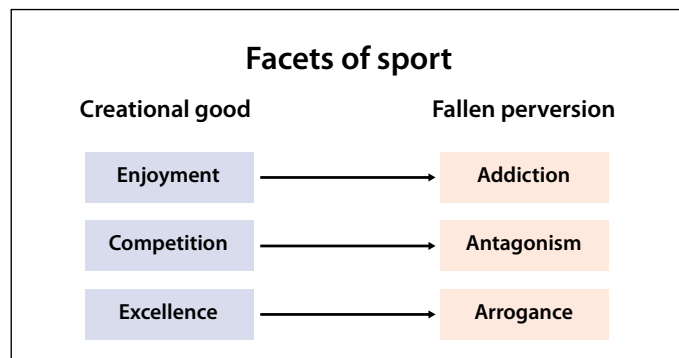 Facets of sport
Creational good
Fallen perversion
Enjoyment
Addiction
Competition
Antagonism
Excellence
Arrogance